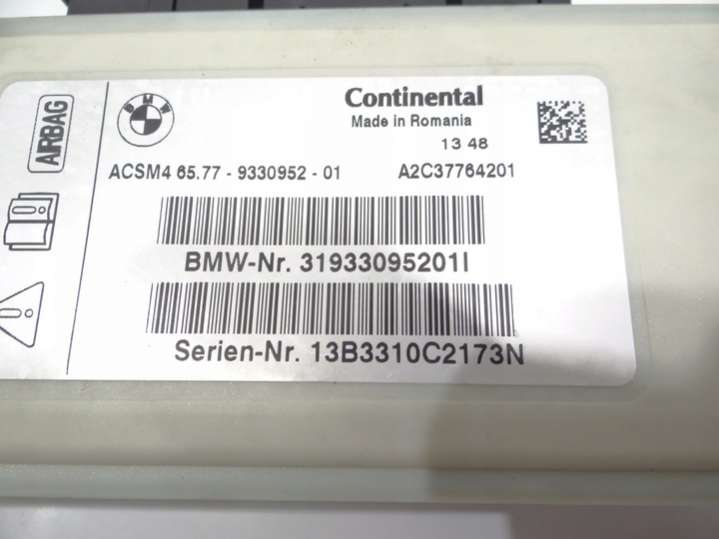 AIRBAG
BMW
Continental
Made in Romania
13 48
ACSM4 65.77 - 9330952 - 01 A2C37764201
BMW-Nr. 31933095201I
Serien-Nr. 13B3310C2173N